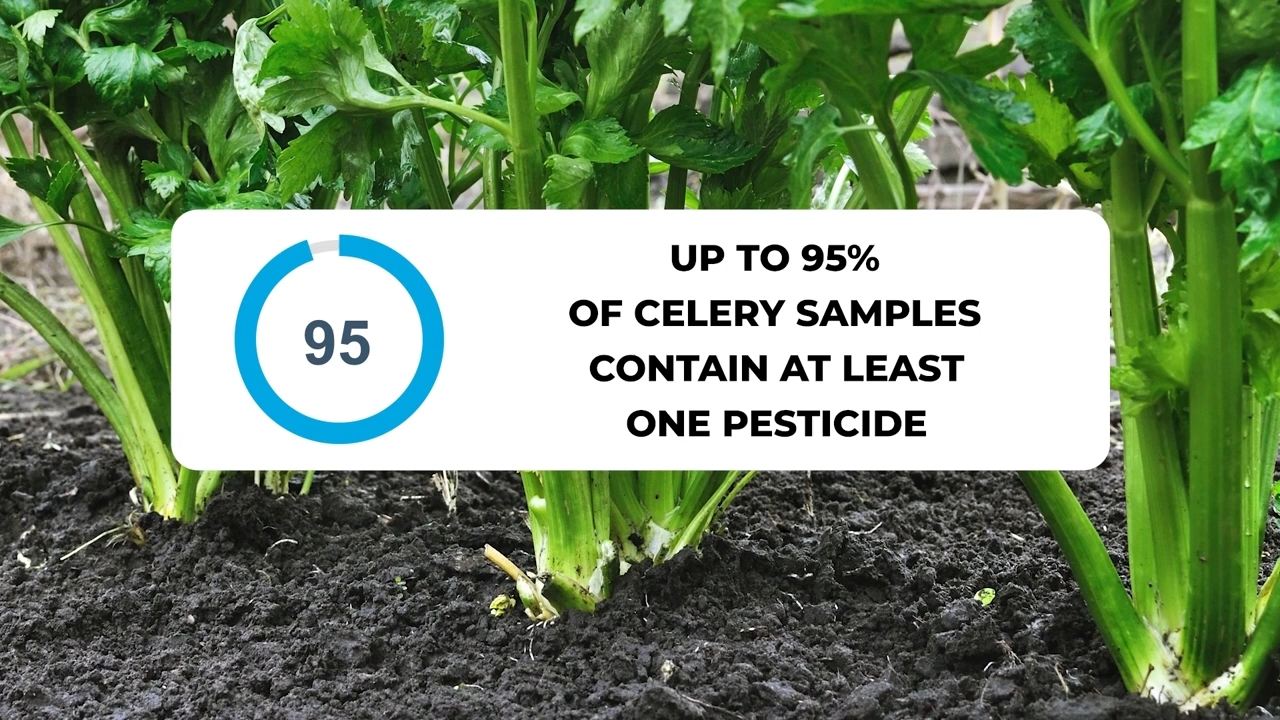 95
UP TO 95%
OF CELERY SAMPLES
CONTAIN AT LEAST
ONE PESTICIDE